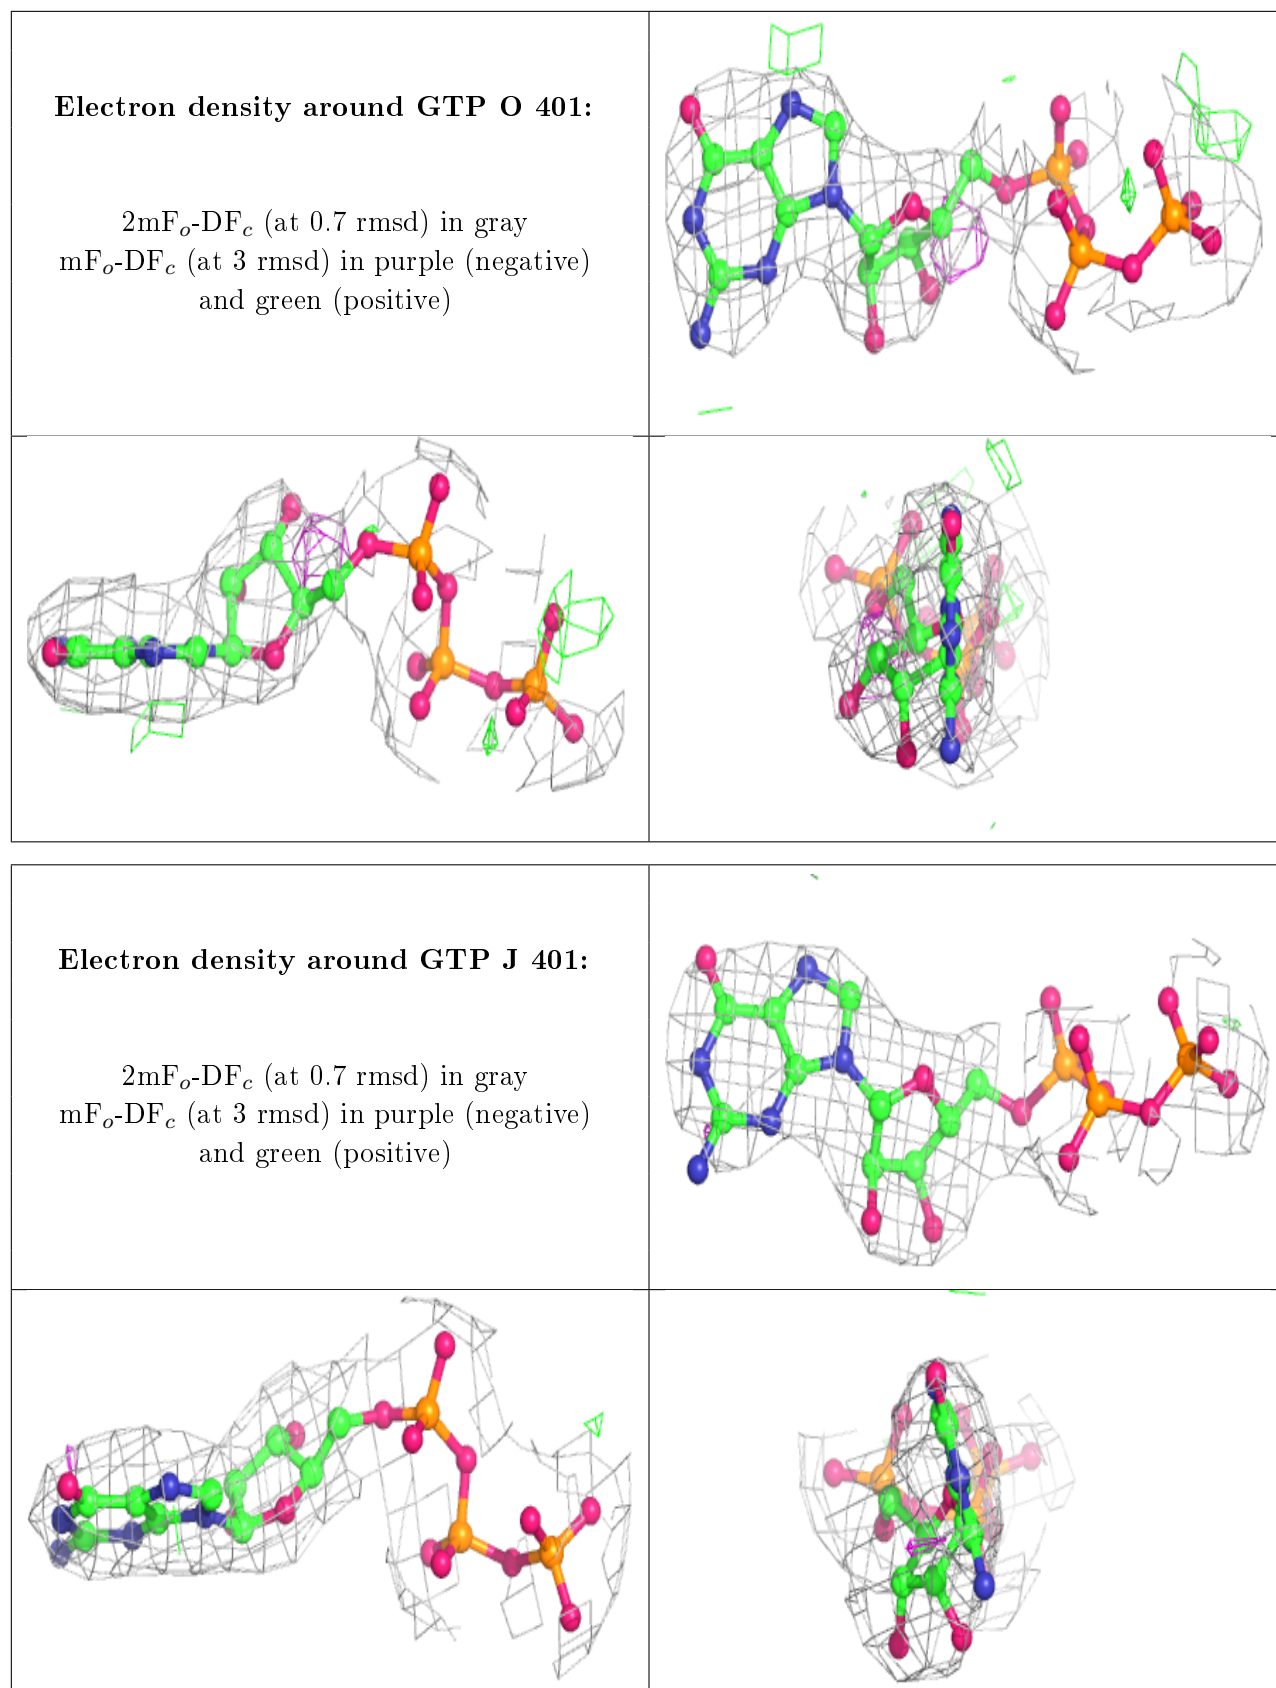 Electron density around GTP O 401:
2mFₒ-DF𝒸 (at 0.7 rmsd) in gray
mFₒ-DF𝒸 (at 3 rmsd) in purple (negative)
and green (positive)
Electron density around GTP J 401:
2mFₒ-DF𝒸 (at 0.7 rmsd) in gray
mFₒ-DF𝒸 (at 3 rmsd) in purple (negative)
and green (positive)